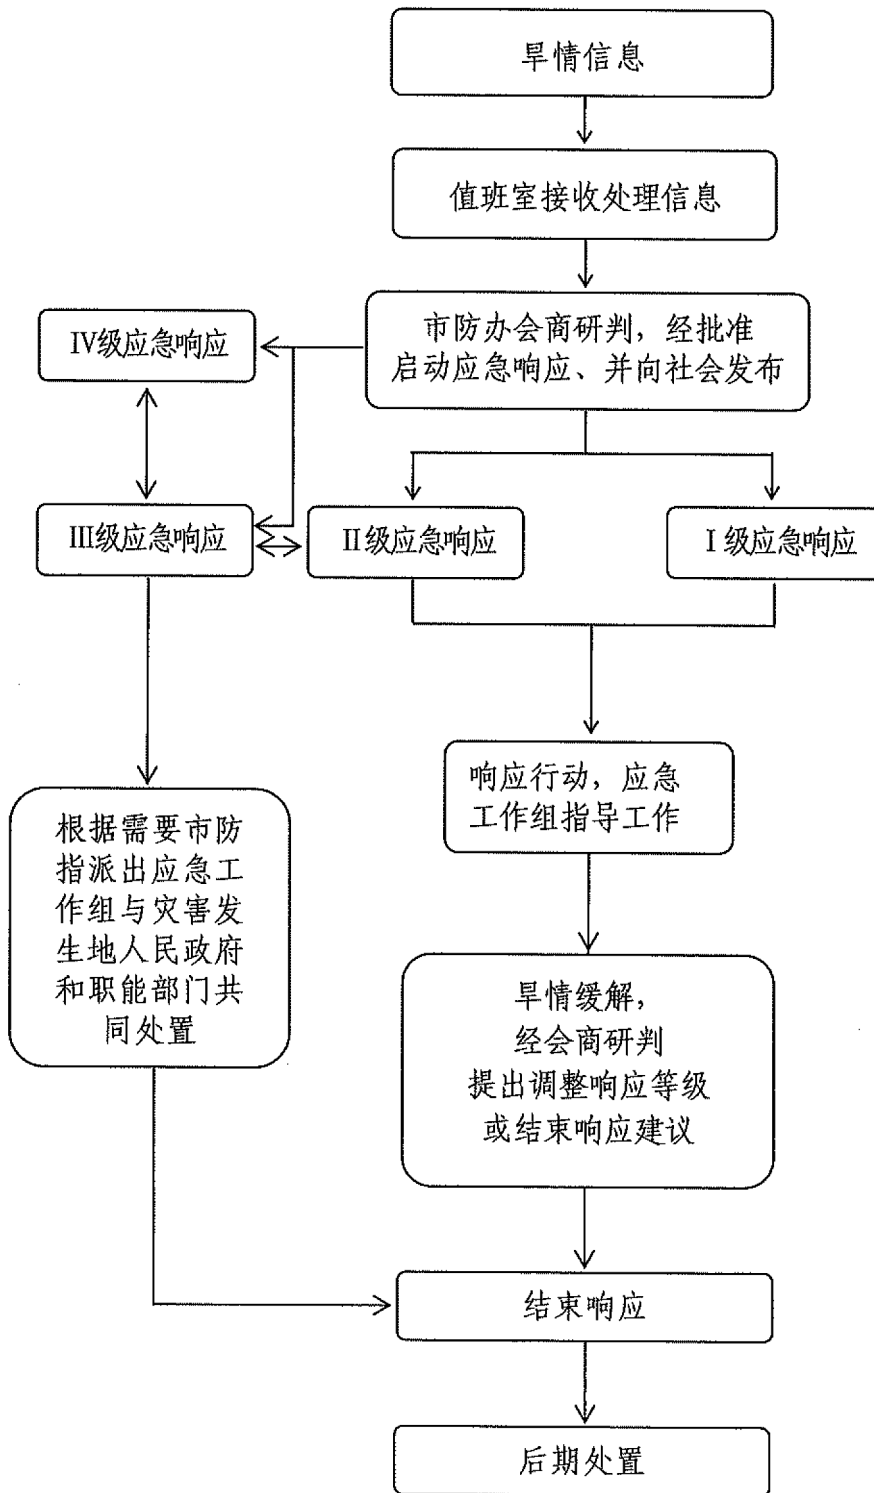 旱情信息
值班室接收处理信息
市防办会商研判，经批准
启动应急响应、并向社会发布
IV级应急响应
III级应急响应
II级应急响应
I级应急响应
响应行动，应急
工作组指导工作
根据需要市防
指派出应急工
作组与灾害发
生地人民政府
和职能部门共
同处置
旱情缓解，
经会商研判
提出调整响应等级
或结束响应建议
结束响应
后期处置